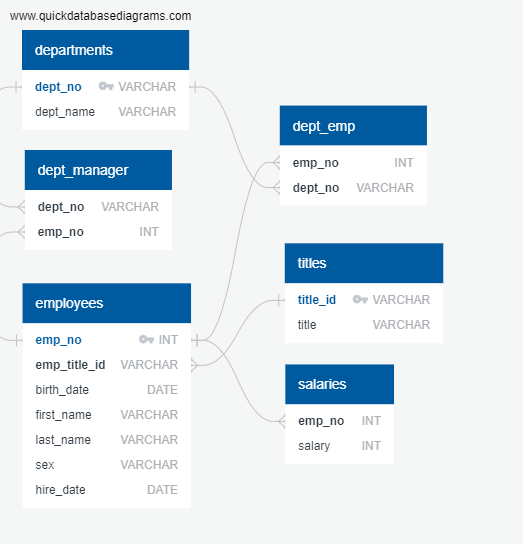 www.quickdatabasediagrams.com
departments
dept_no VARCHAR
dept_name VARCHAR
dept_manager
dept_no VARCHAR
emp_no INT
employees
emp_no INT
emp_title_id VARCHAR
birth_date DATE
first_name VARCHAR
last_name VARCHAR
sex VARCHAR
hire_date DATE
dept_emp
emp_no INT
dept_no VARCHAR
titles
title_id VARCHAR
title VARCHAR
salaries
emp_no INT
salary INT